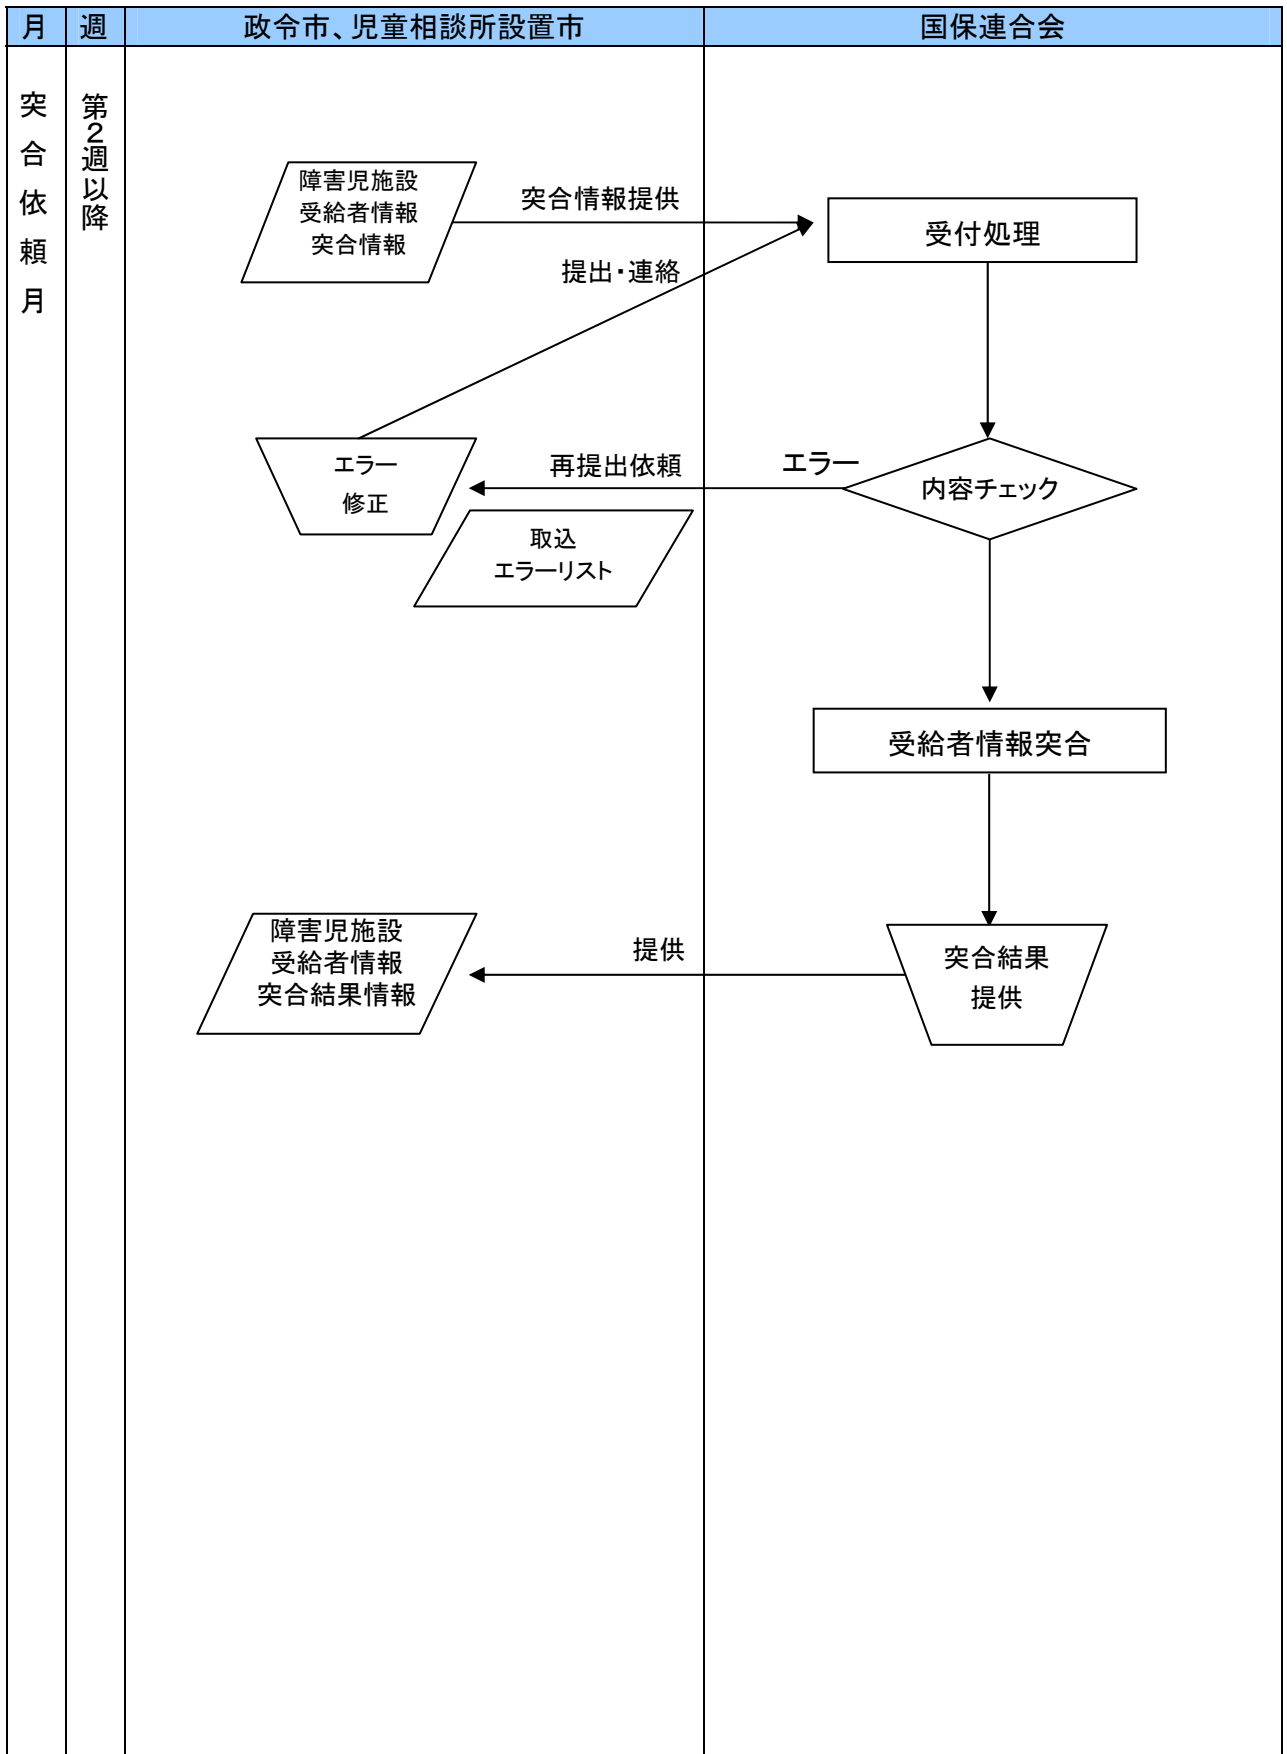 月
週
政令市、児童相談所設置市
国保連合会
突合依頼月
第2週以降
障害児施設
受給者情報
突合情報
突合情報提供
受付処理
提出・連絡
エラー
修正
再提出依頼
エラー
内容チェック
取込
エラーリスト
受給者情報突合
障害児施設
受給者情報
突合結果情報
提供
突合結果
提供